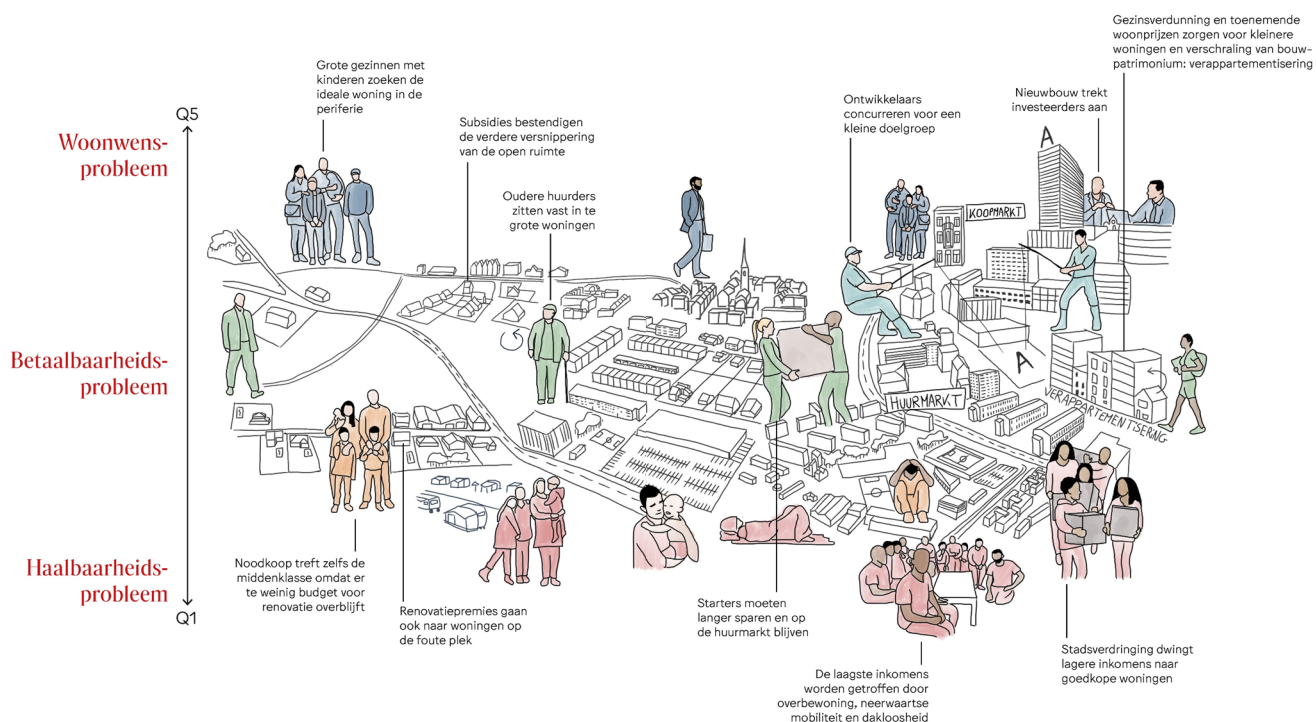 Gezinsverdunning en toenemende
woonprijzen zorgen voor kleinere
woningen en verschraling van bouw-
patrimonium: verappartementisering
Grote gezinnen met
kinderen zoeken de
ideale woning in de
periferie
Nieuwbouw trekt
investeerders aan
Ontwikkelaars
concurreren voor een
kleine doelgroep
Q5
Subsidies bestendigen
de verdere versnippering
van de open ruimte
Woonwens-
probleem
A
Oudere huurders
zitten vast in te
grote woningen
KOOPMARKT
Betaalbaarheids-
probleem
A
HUURMARKT
VERAPPARTEMENTISERING
Haalbaarheids-
probleem
Q1
Noodkoop treft zelfs de
middenklasse omdat er
te weinig budget voor
renovatie overblijft
Renovatiepremies gaan
ook naar woningen op
de foute plek
Starters moeten
langer sparen en op
de huurmarkt blijven
Stadsverdringing dwingt
lagere inkomens naar
goedkope woningen
De laagste inkomens
worden getroffen door
overbewoning, neerwaartse
mobiliteit en dakloosheid